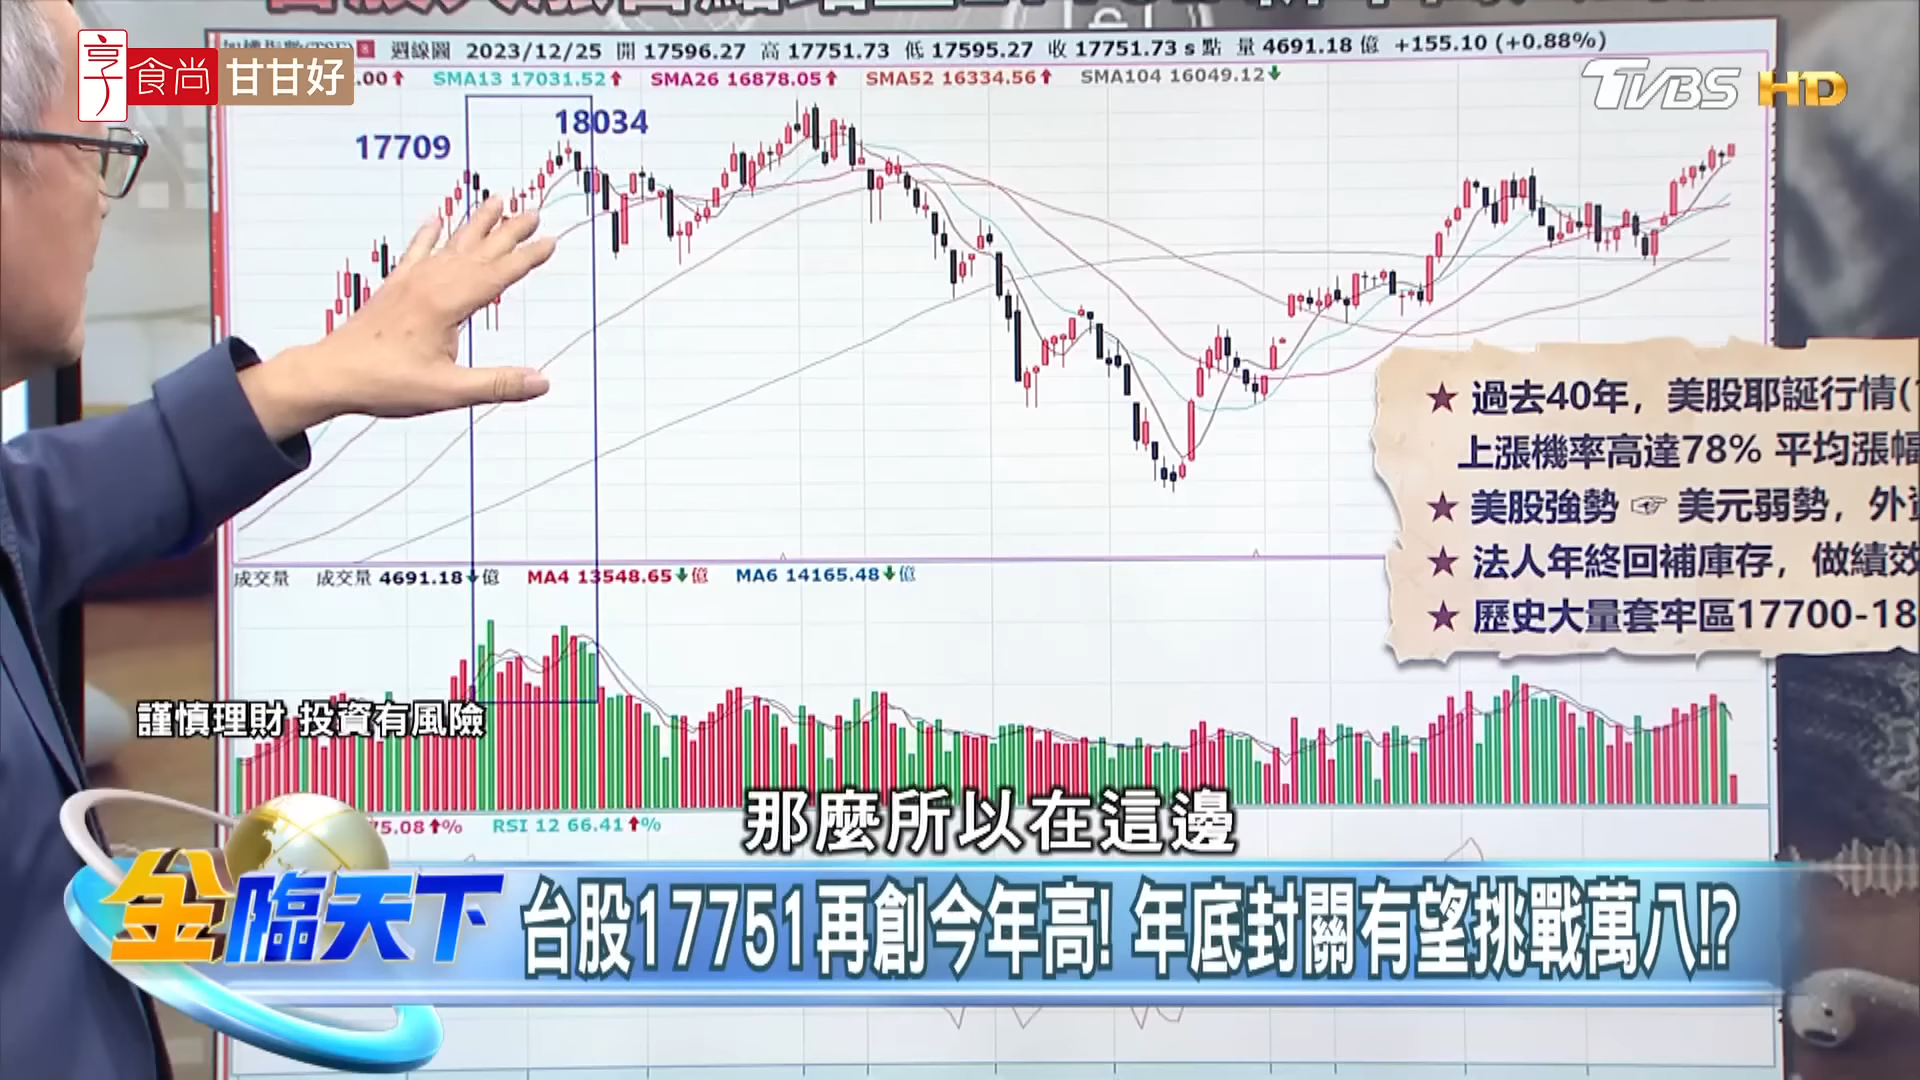 享
食尚 甘甘好
TVBS HD
週線圖 2023/12/25 開 17596.27 高 17751.73 低 17595.27 收 17751.73 s 點 量 4691.18 億 +155.10 (+0.88%)
.00↑ SMA13 17031.52↑ SMA26 16878.05↑ SMA52 16334.56↑ SMA104 16049.12↓
18034
17709
★ 過去40年，美股耶誕行情(
上漲機率高達78% 平均漲幅
★ 美股強勢 ☞ 美元弱勢，外
★ 法人年終回補庫存，做績效
★ 歷史大量套牢區17700-18
成交量 成交量 4691.18↓億 MA4 13548.65↓億 MA6 14165.48↓億
謹慎理財 投資有風險
75.08↑% RSI 12 66.41↑%
那麼所以在這邊
金臨天下
台股17751再創今年高! 年底封關有望挑戰萬八!?